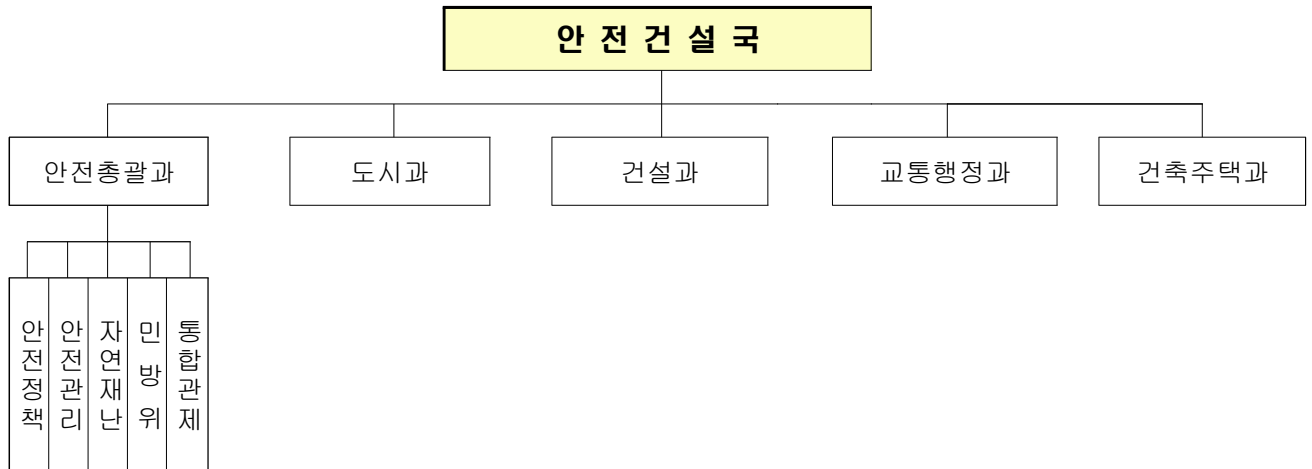 안 전 건 설 국
안전총괄과
도시과
건설과
교통행정과
건축주택과
안전정책
안전관리
자연재난
민 방 위
통합관제